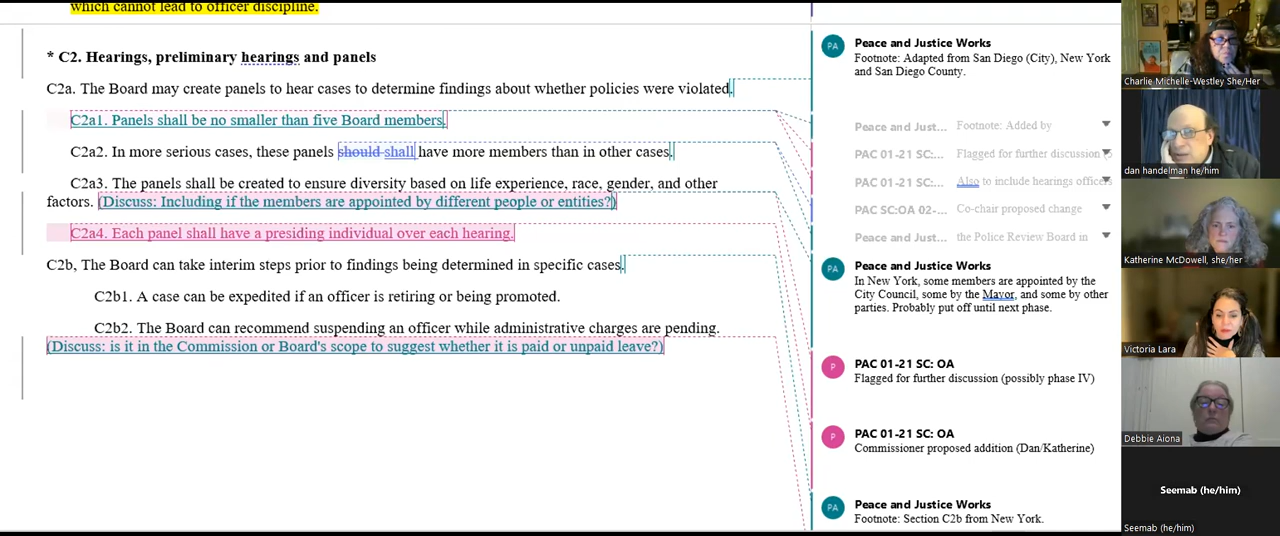 which cannot lead to officer discipline.
* C2. Hearings, preliminary hearings and panels
C2a. The Board may create panels to hear cases to determine findings about whether policies were violated.
C2a1. Panels shall be no smaller than five Board members.
C2a2. In more serious cases, these panels should shall have more members than in other cases.
C2a3. The panels shall be created to ensure diversity based on life experience, race, gender, and other
factors. (Discuss: Including if the members are appointed by different people or entities?)
C2a4. Each panel shall have a presiding individual over each hearing.
C2b, The Board can take interim steps prior to findings being determined in specific cases.
C2b1. A case can be expedited if an officer is retiring or being promoted.
C2b2. The Board can recommend suspending an officer while administrative charges are pending.
(Discuss: is it in the Commission or Board's scope to suggest whether it is paid or unpaid leave?)
PA
Peace and Justice Works
Footnote: Adapted from San Diego (City), New York
and San Diego County.
Peace and Just... Footnote: Added by
PAC 01-21 SC:... Flagged for further discussion
PAC 01-21 SC:... Also to include hearings officers
PAC SC:OA 02-... Co-chair proposed change
Peace and Just... the Police Review Board in
PA
Peace and Justice Works
In New York, some members are appointed by the
City Council, some by the Mayor, and some by other
parties. Probably put off until next phase.
P
PAC 01-21 SC: OA
Flagged for further discussion (possibly phase IV)
P
PAC 01-21 SC: OA
Commissioner proposed addition (Dan/Katherine)
PA
Peace and Justice Works
Footnote: Section C2b from New York.
Charlie-Michelle-Westley She/Her
dan handelman he/him
Katherine McDowell, she/her
Victoria Lara
Debbie Aiona
Seemab (he/him)
Seemab (he/him)